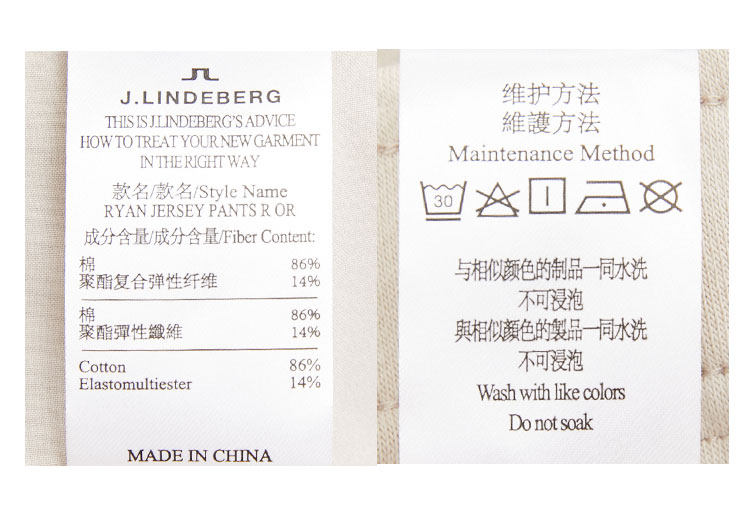 J.LINDEBERG
THIS IS J.LINDEBERG'S ADVICE
HOW TO TREAT YOUR NEW GARMENT
IN THE RIGHT WAY
款名/款名/Style Name
RYAN JERSEY PANTS R OR
成分含量/成分含量/Fiber Content:
棉 86%
聚酯复合弹性纤维 14%
棉 86%
聚酯彈性纖維 14%
Cotton 86%
Elastomultiester 14%
MADE IN CHINA
维护方法
維護方法
Maintenance Method
30
与相似颜色的制品一同水洗
不可浸泡
與相似顏色的製品一同水洗
不可浸泡
Wash with like colors
Do not soak